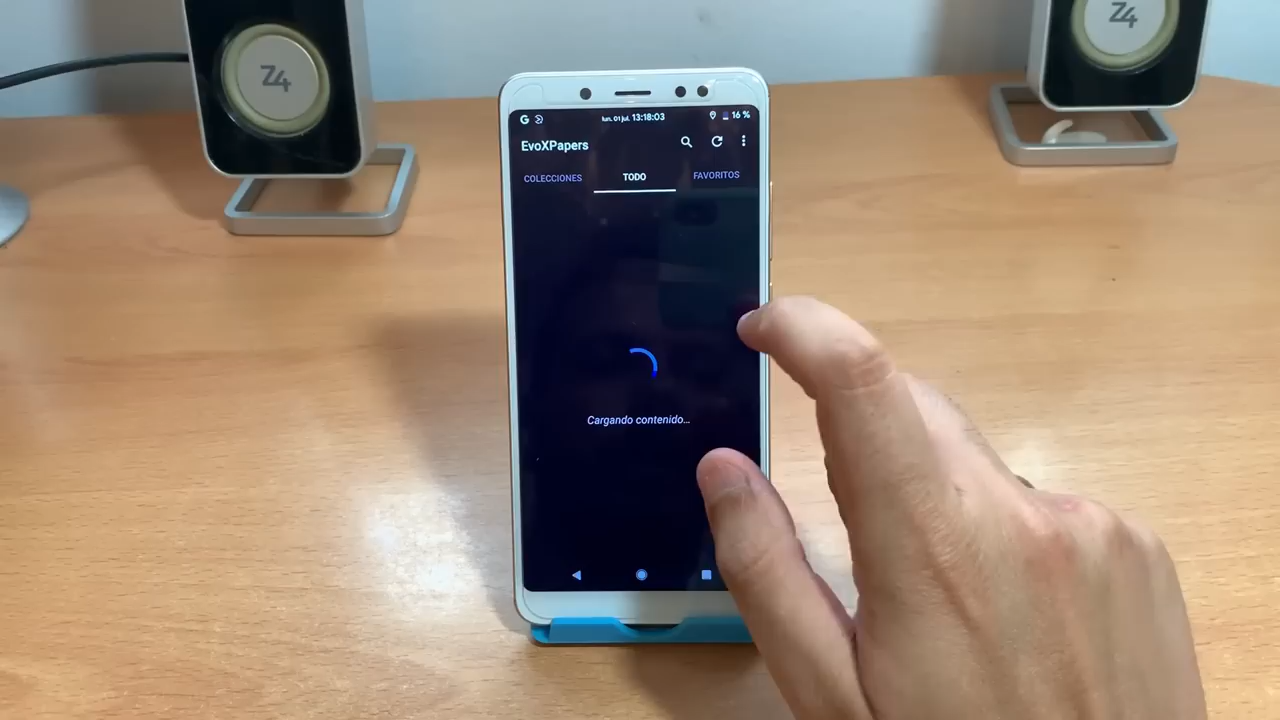 Z4
Z4
lun. 01 jul. 13:18:03
16 %
EvoXPapers
COLECCIONES
TODO
FAVORITOS
Cargando contenido...